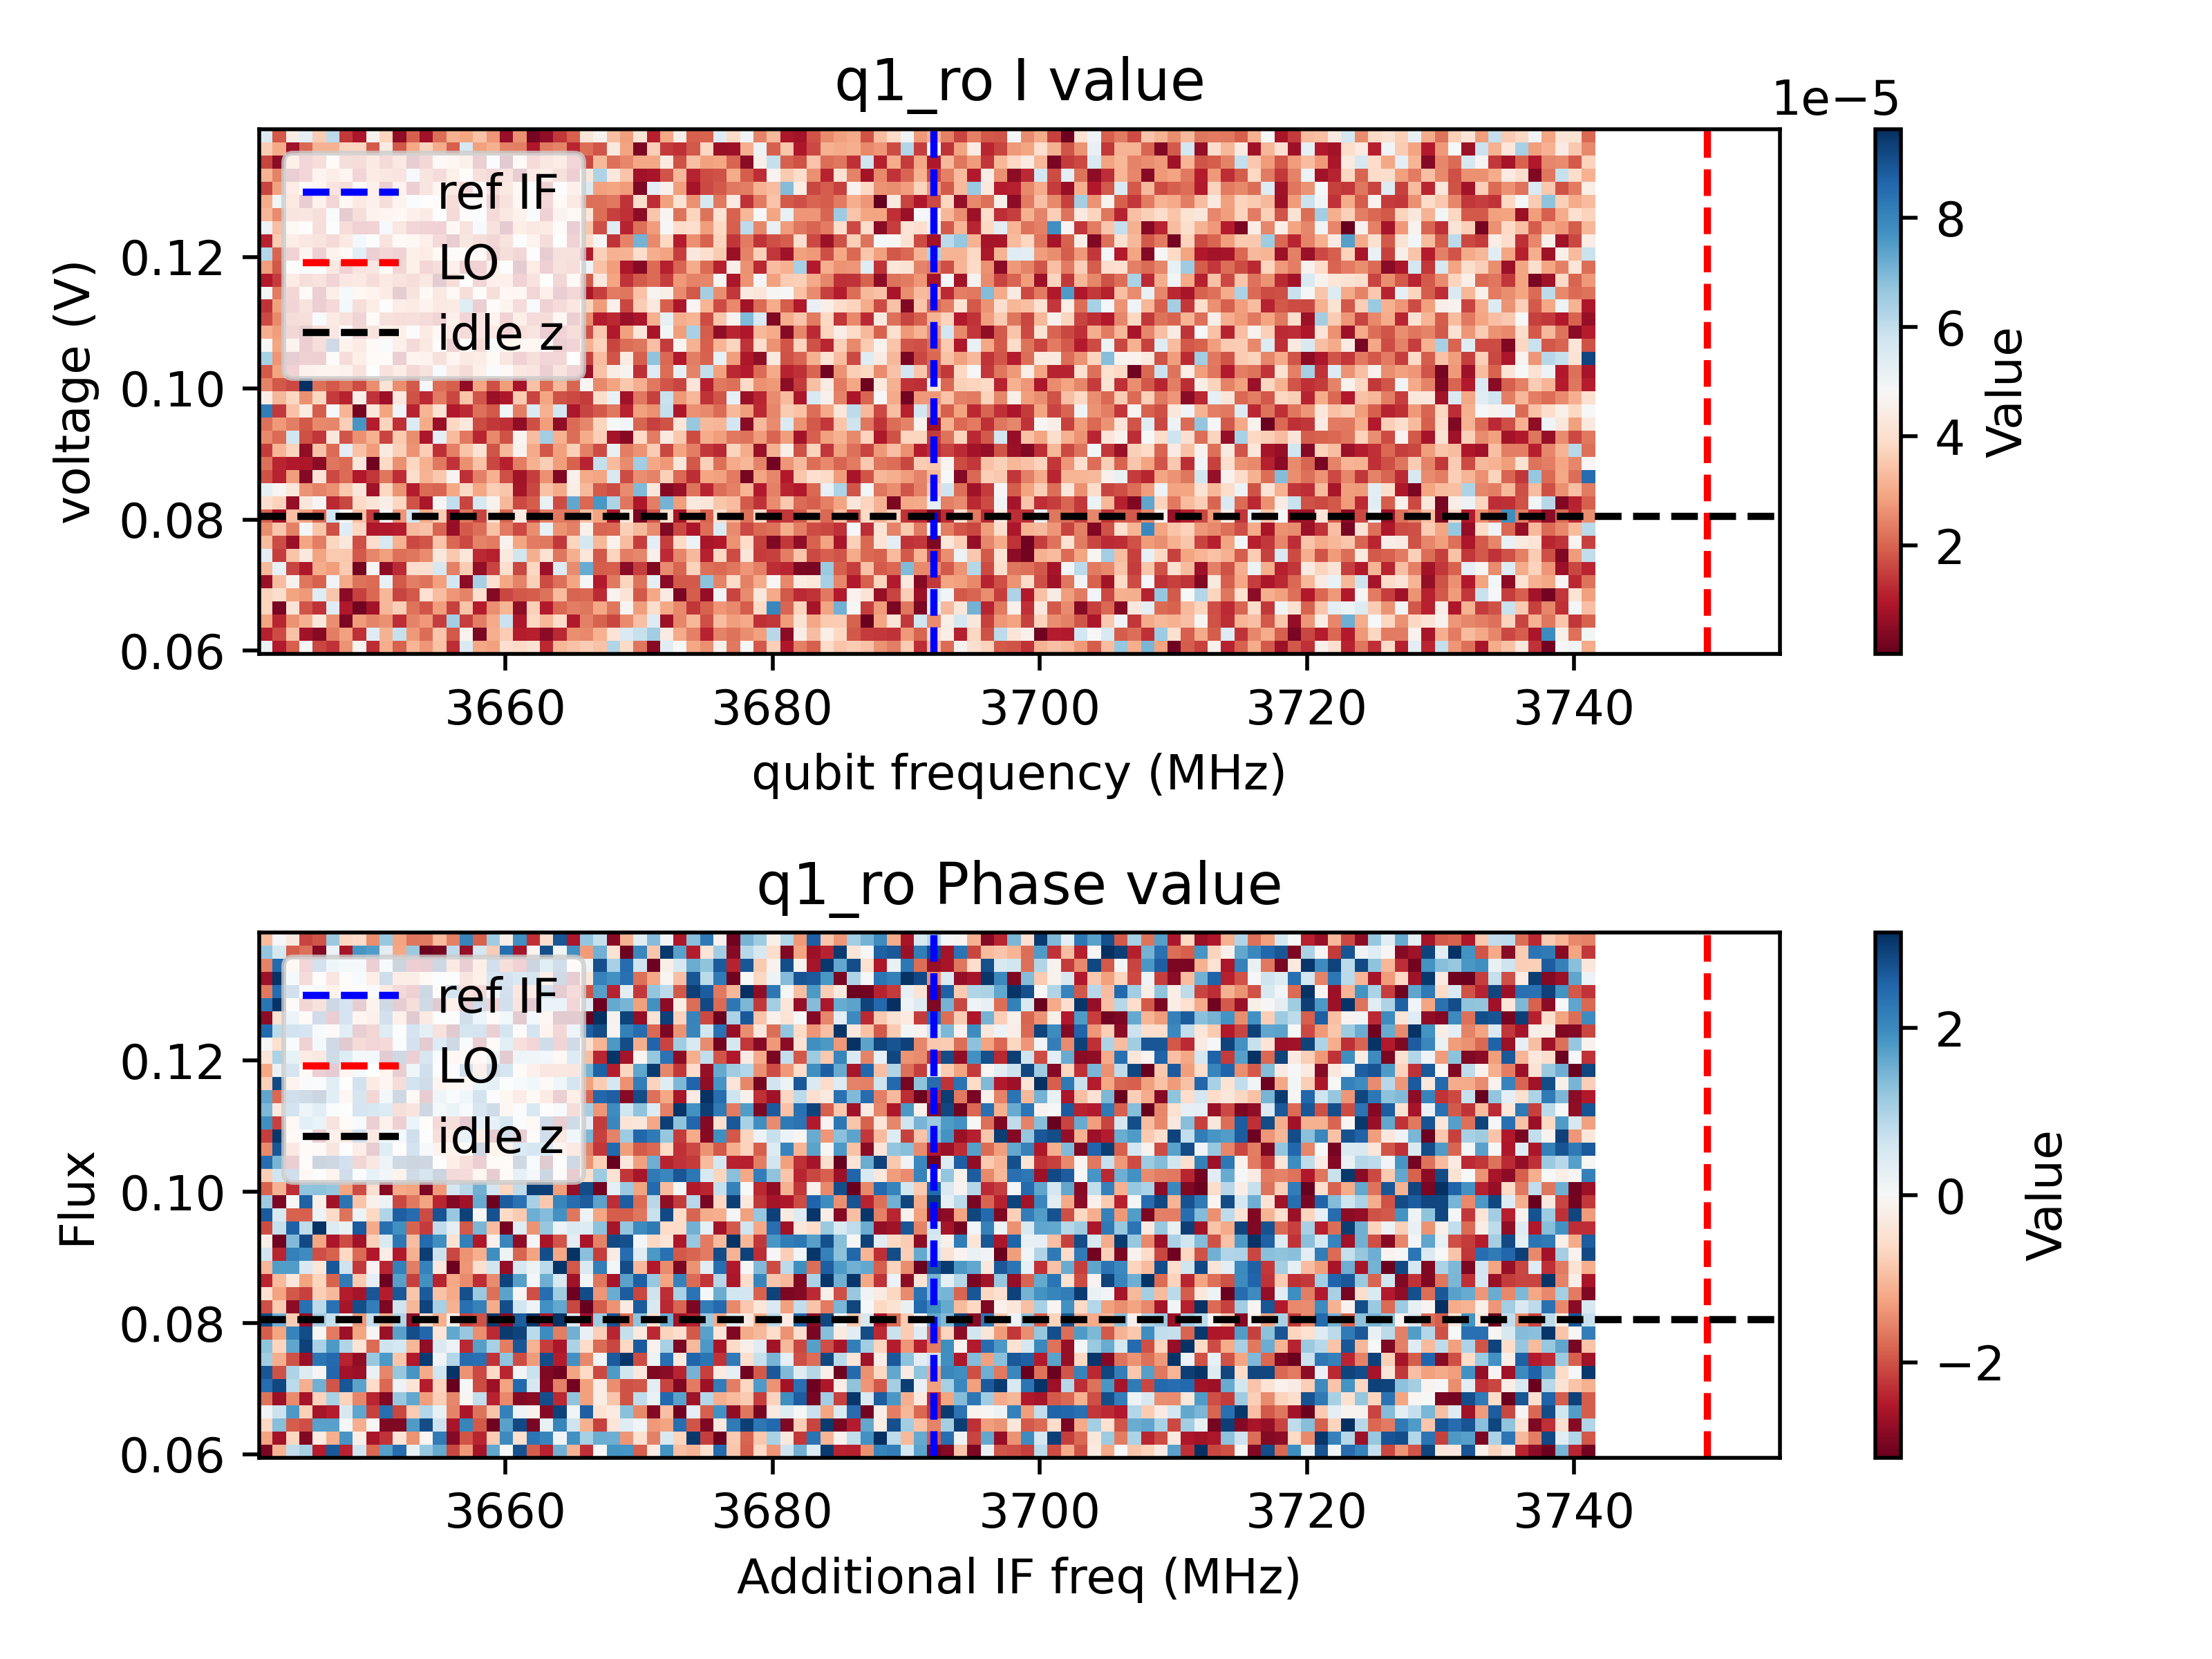 q1_ro I value
1e−5
ref IF
LO
idle z
voltage (V)
0.12
0.10
0.08
0.06
3660 3680 3700 3720 3740
qubit frequency (MHz)
8
6
4
2
Value
q1_ro Phase value
ref IF
LO
idle z
Flux
0.12
0.10
0.08
0.06
3660 3680 3700 3720 3740
Additional IF freq (MHz)
2
0
−2
Value